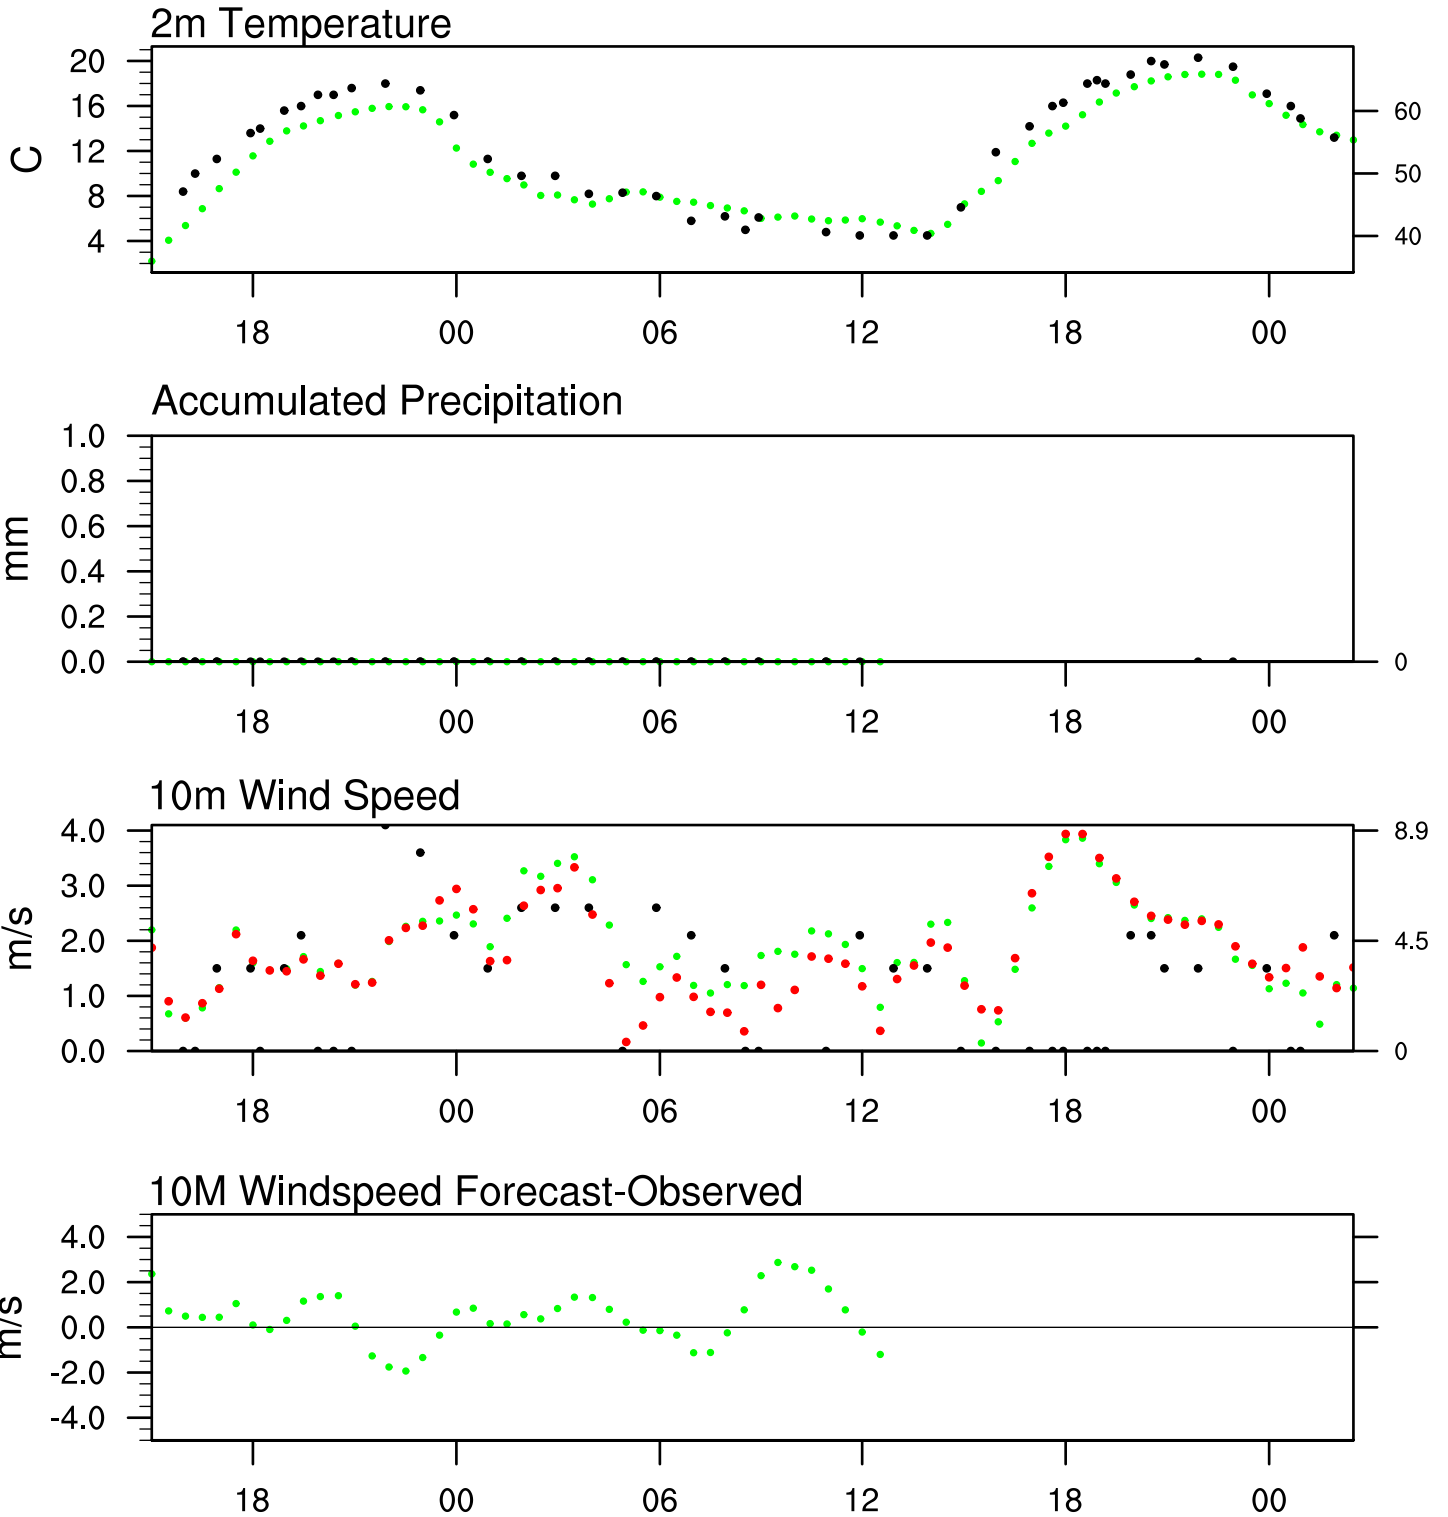 2m Temperature
20
16
12
8
4
C
60
50
40
18 00 06 12 18 00
Accumulated Precipitation
1.0
0.8
0.6
0.4
0.2
0.0
mm
0
18 00 06 12 18 00
10m Wind Speed
4.0
3.0
2.0
1.0
0.0
m/s
8.9
4.5
0
18 00 06 12 18 00
10M Windspeed Forecast-Observed
4.0
2.0
0.0
-2.0
-4.0
m/s
18 00 06 12 18 00